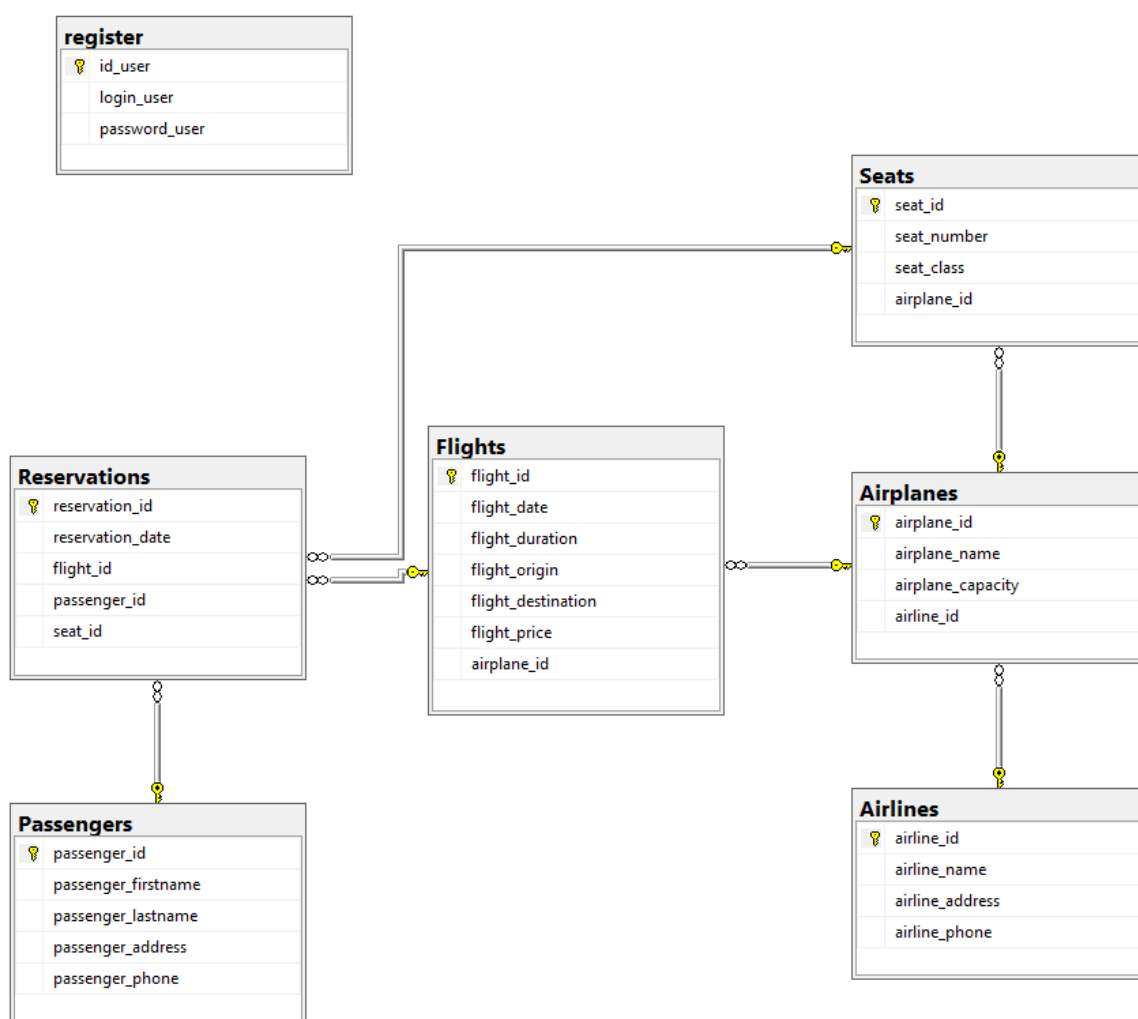 register
id_user
login_user
password_user
Seats
seat_id
seat_number
seat_class
airplane_id
Flights
flight_id
flight_date
flight_duration
flight_origin
flight_destination
flight_price
airplane_id
Reservations
reservation_id
reservation_date
flight_id
passenger_id
seat_id
Airplanes
airplane_id
airplane_name
airplane_capacity
airline_id
Passengers
passenger_id
passenger_firstname
passenger_lastname
passenger_address
passenger_phone
Airlines
airline_id
airline_name
airline_address
airline_phone